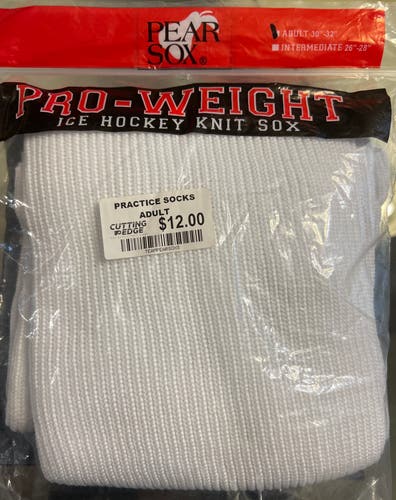 PEAR
SOX®
ADULT 30"-32"
INTERMEDIATE 26"-28"
PRO-WEIGHT
ICE HOCKEY KNIT SOX
PRACTICE SOCKS
ADULT
CUTTING
EDGE
$12.00